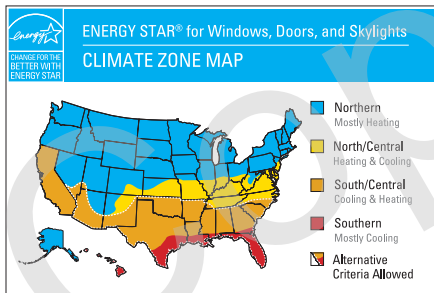 energy
CHANGE FOR THE
BETTER WITH
ENERGY STAR
ENERGY STAR® for Windows, Doors, and Skylights
CLIMATE ZONE MAP
Northern
Mostly Heating
North/Central
Heating & Cooling
South/Central
Cooling & Heating
Southern
Mostly Cooling
Alternative
Criteria Allowed